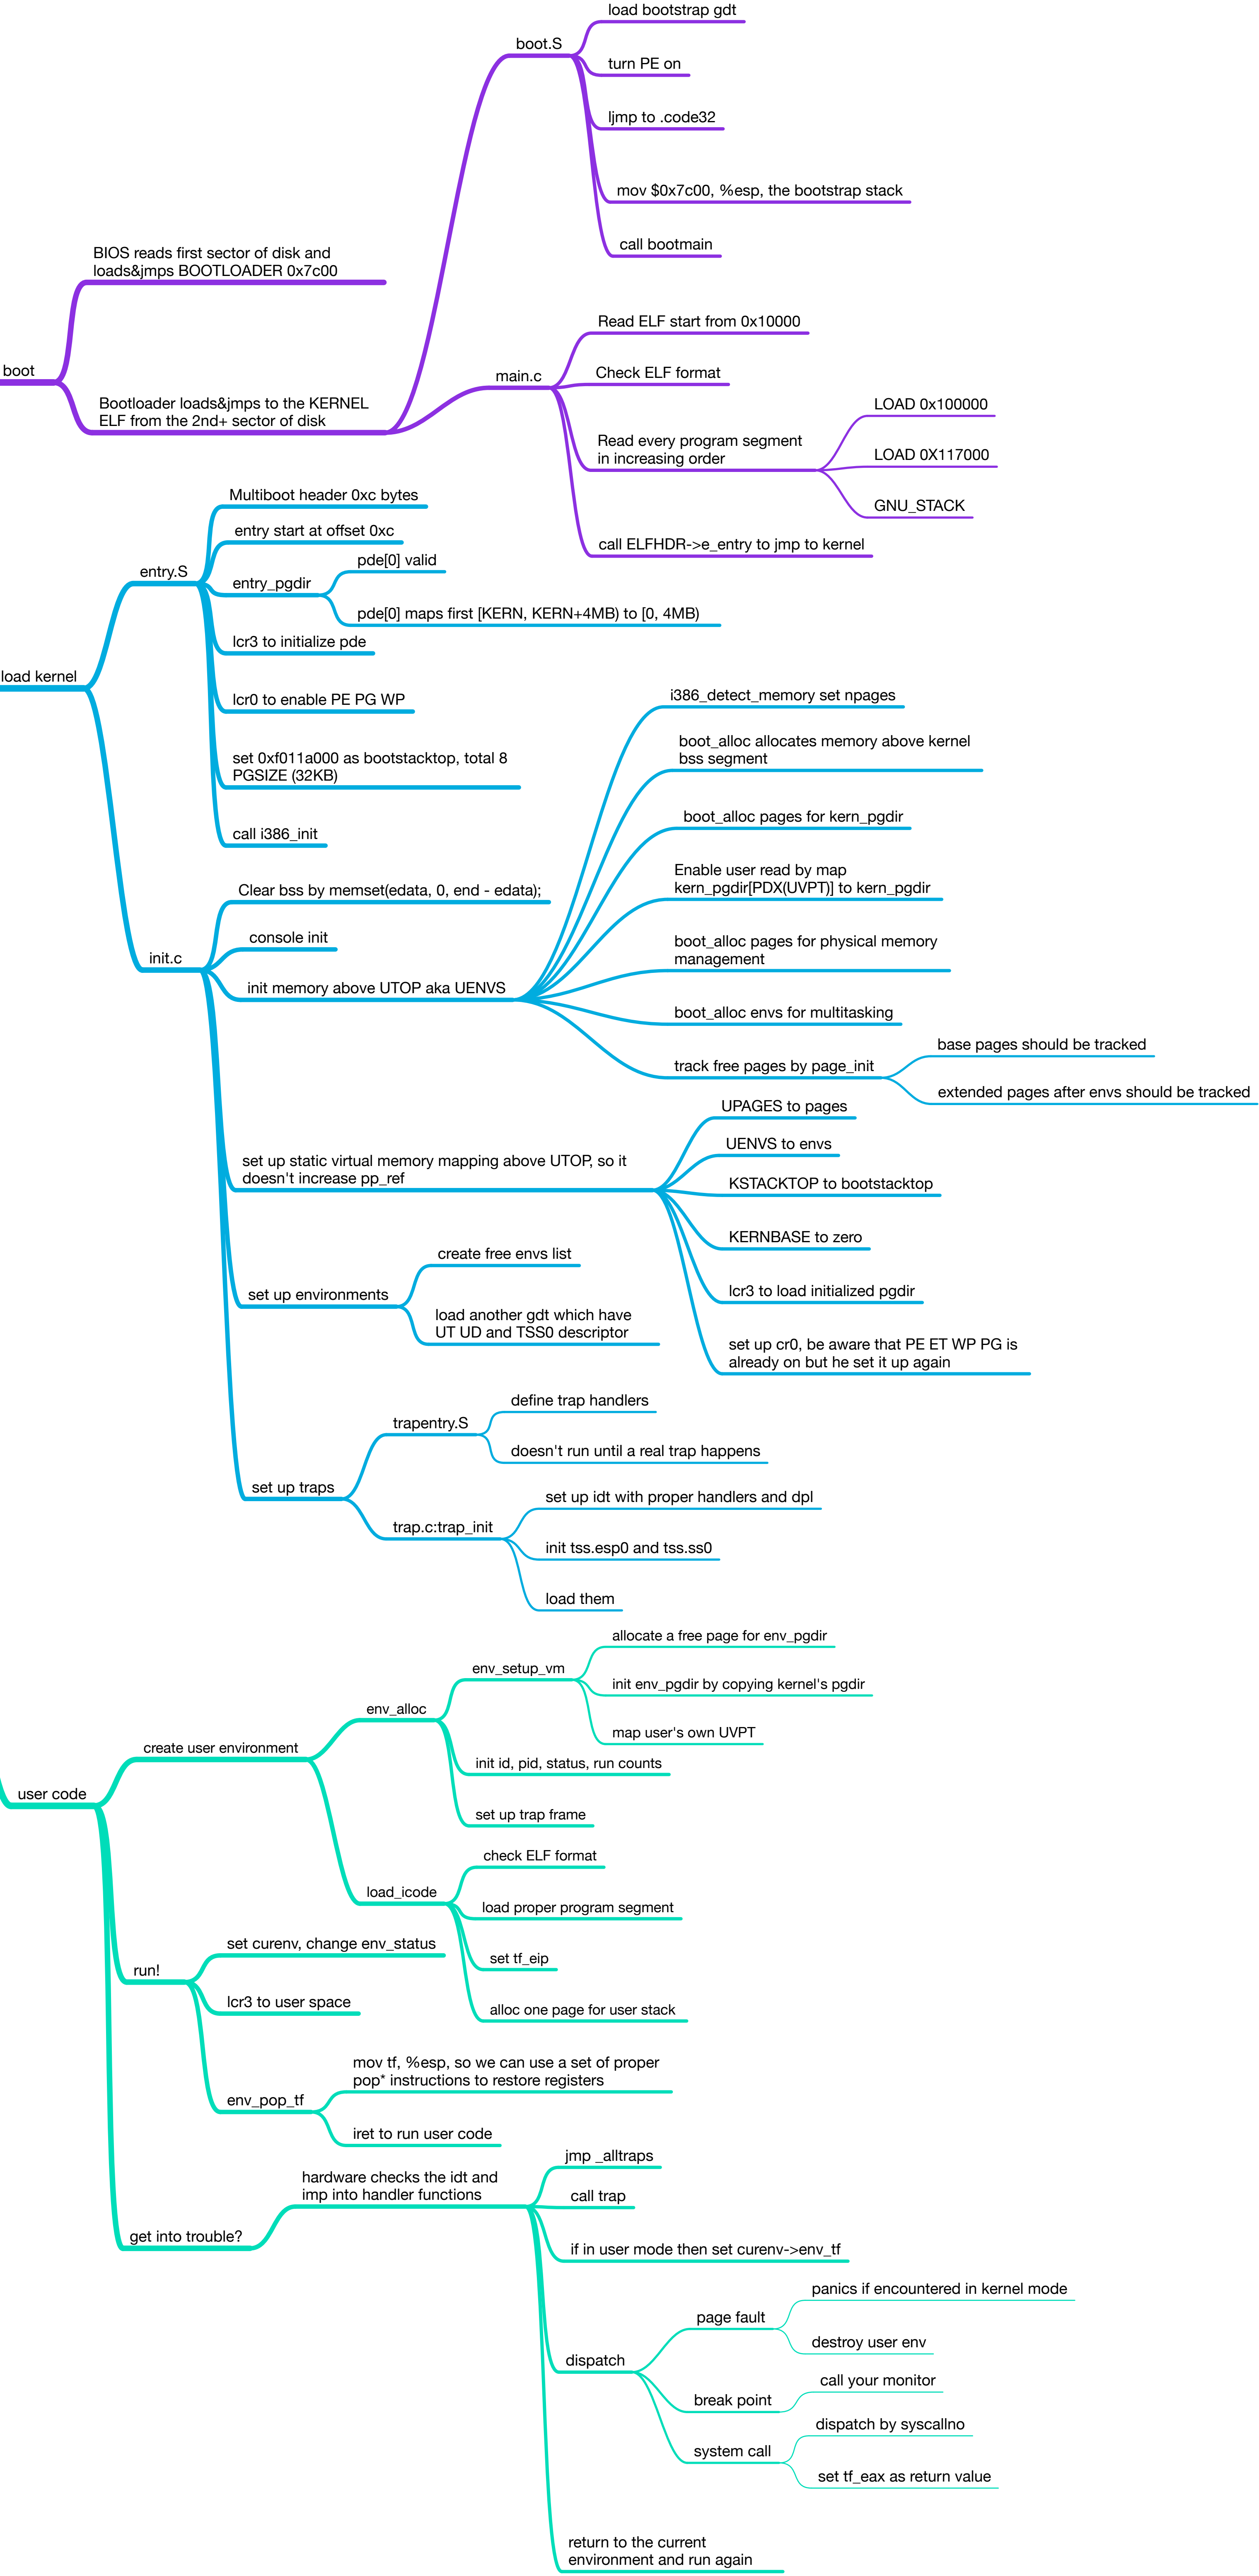 boot
BIOS reads first sector of disk and
loads&jmps BOOTLOADER 0x7c00
Bootloader loads&jmps to the KERNEL
ELF from the 2nd+ sector of disk
boot.S
load bootstrap gdt
turn PE on
ljmp to .code32
mov $0x7c00, %esp, the bootstrap stack
call bootmain
main.c
Read ELF start from 0x10000
Check ELF format
Read every program segment
in increasing order
LOAD 0x100000
LOAD 0X117000
GNU_STACK
call ELFHDR->e_entry to jmp to kernel
load kernel
entry.S
Multiboot header 0xc bytes
entry start at offset 0xc
entry_pgdir
pde[0] valid
pde[0] maps first [KERN, KERN+4MB) to [0, 4MB)
lcr3 to initialize pde
lcr0 to enable PE PG WP
set 0xf011a000 as bootstacktop, total 8
PGSIZE (32KB)
call i386_init
init.c
Clear bss by memset(edata, 0, end - edata);
console init
init memory above UTOP aka UENVS
i386_detect_memory set npages
boot_alloc allocates memory above kernel
bss segment
boot_alloc pages for kern_pgdir
Enable user read by map
kern_pgdir[PDX(UVPT)] to kern_pgdir
boot_alloc pages for physical memory
management
boot_alloc envs for multitasking
track free pages by page_init
base pages should be tracked
extended pages after envs should be tracked
set up static virtual memory mapping above UTOP, so it
doesn't increase pp_ref
UPAGES to pages
UENVS to envs
KSTACKTOP to bootstacktop
KERNBASE to zero
lcr3 to load initialized pgdir
set up cr0, be aware that PE ET WP PG is
already on but he set it up again
set up environments
create free envs list
load another gdt which have
UT UD and TSS0 descriptor
set up traps
trapentry.S
define trap handlers
doesn't run until a real trap happens
trap.c:trap_init
set up idt with proper handlers and dpl
init tss.esp0 and tss.ss0
load them
user code
create user environment
env_alloc
env_setup_vm
allocate a free page for env_pgdir
init env_pgdir by copying kernel's pgdir
map user's own UVPT
init id, pid, status, run counts
set up trap frame
load_icode
check ELF format
load proper program segment
set tf_eip
alloc one page for user stack
run!
set curenv, change env_status
lcr3 to user space
env_pop_tf
mov tf, %esp, so we can use a set of proper
pop* instructions to restore registers
iret to run user code
get into trouble?
hardware checks the idt and
imp into handler functions
jmp _alltraps
call trap
if in user mode then set curenv->env_tf
dispatch
page fault
panics if encountered in kernel mode
destroy user env
break point
call your monitor
system call
dispatch by syscallno
set tf_eax as return value
return to the current
environment and run again